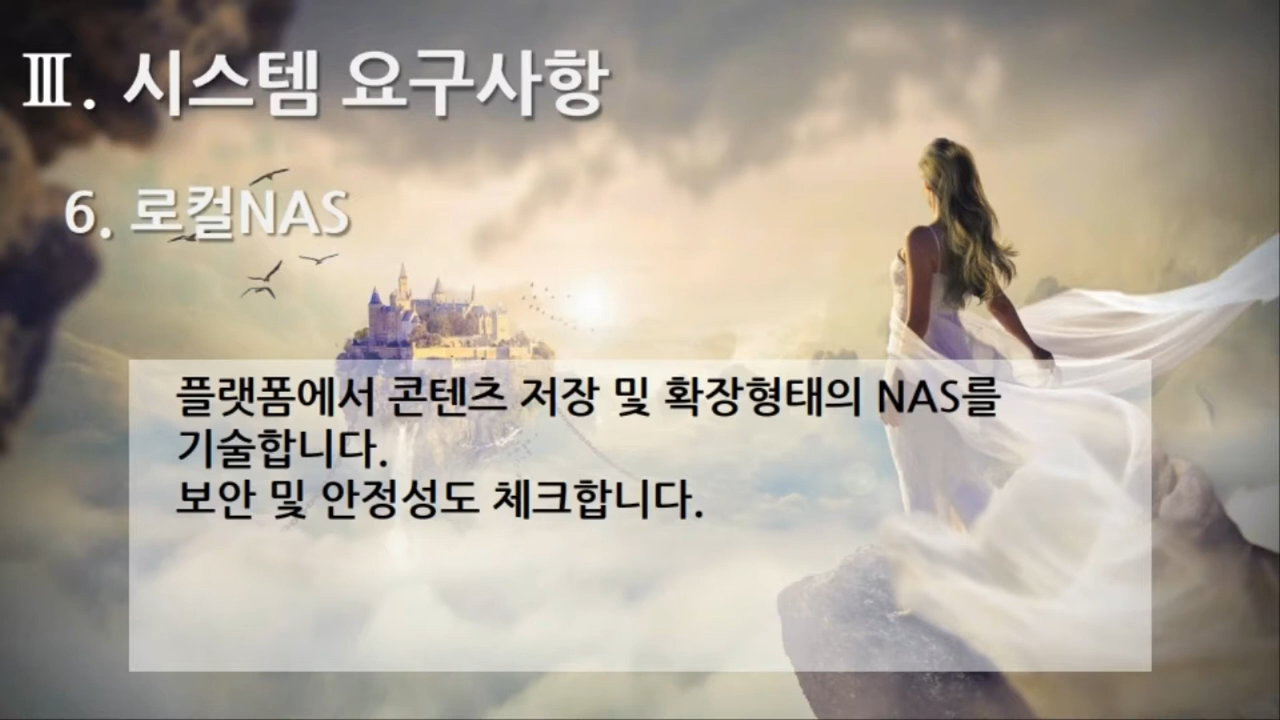 Ⅲ. 시스템 요구사항
6. 로컬NAS
플랫폼에서 콘텐츠 저장 및 확장형태의 NAS를
기술합니다.
보안 및 안정성도 체크합니다.